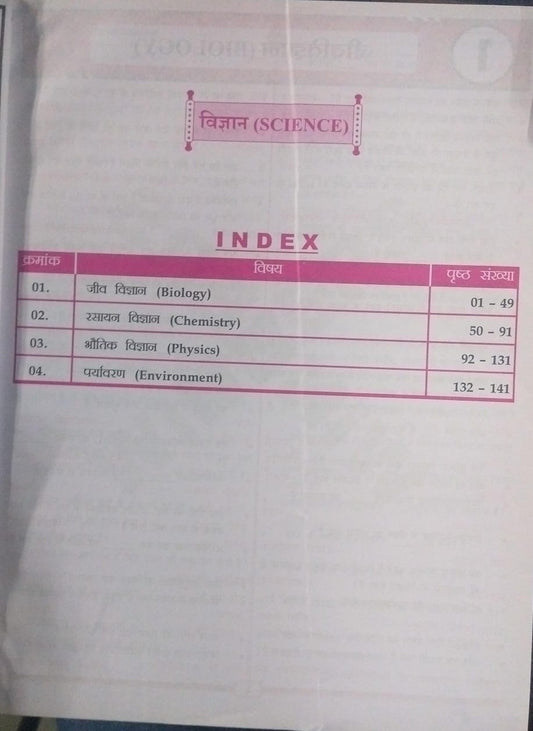 विज्ञान (SCIENCE)
INDEX
क्रमांक विषय पृष्ठ संख्या
01. जीव विज्ञान (Biology) 01 – 49
02. रसायन विज्ञान (Chemistry) 50 – 91
03. भौतिक विज्ञान (Physics) 92 – 131
04. पर्यावरण (Environment) 132 – 141